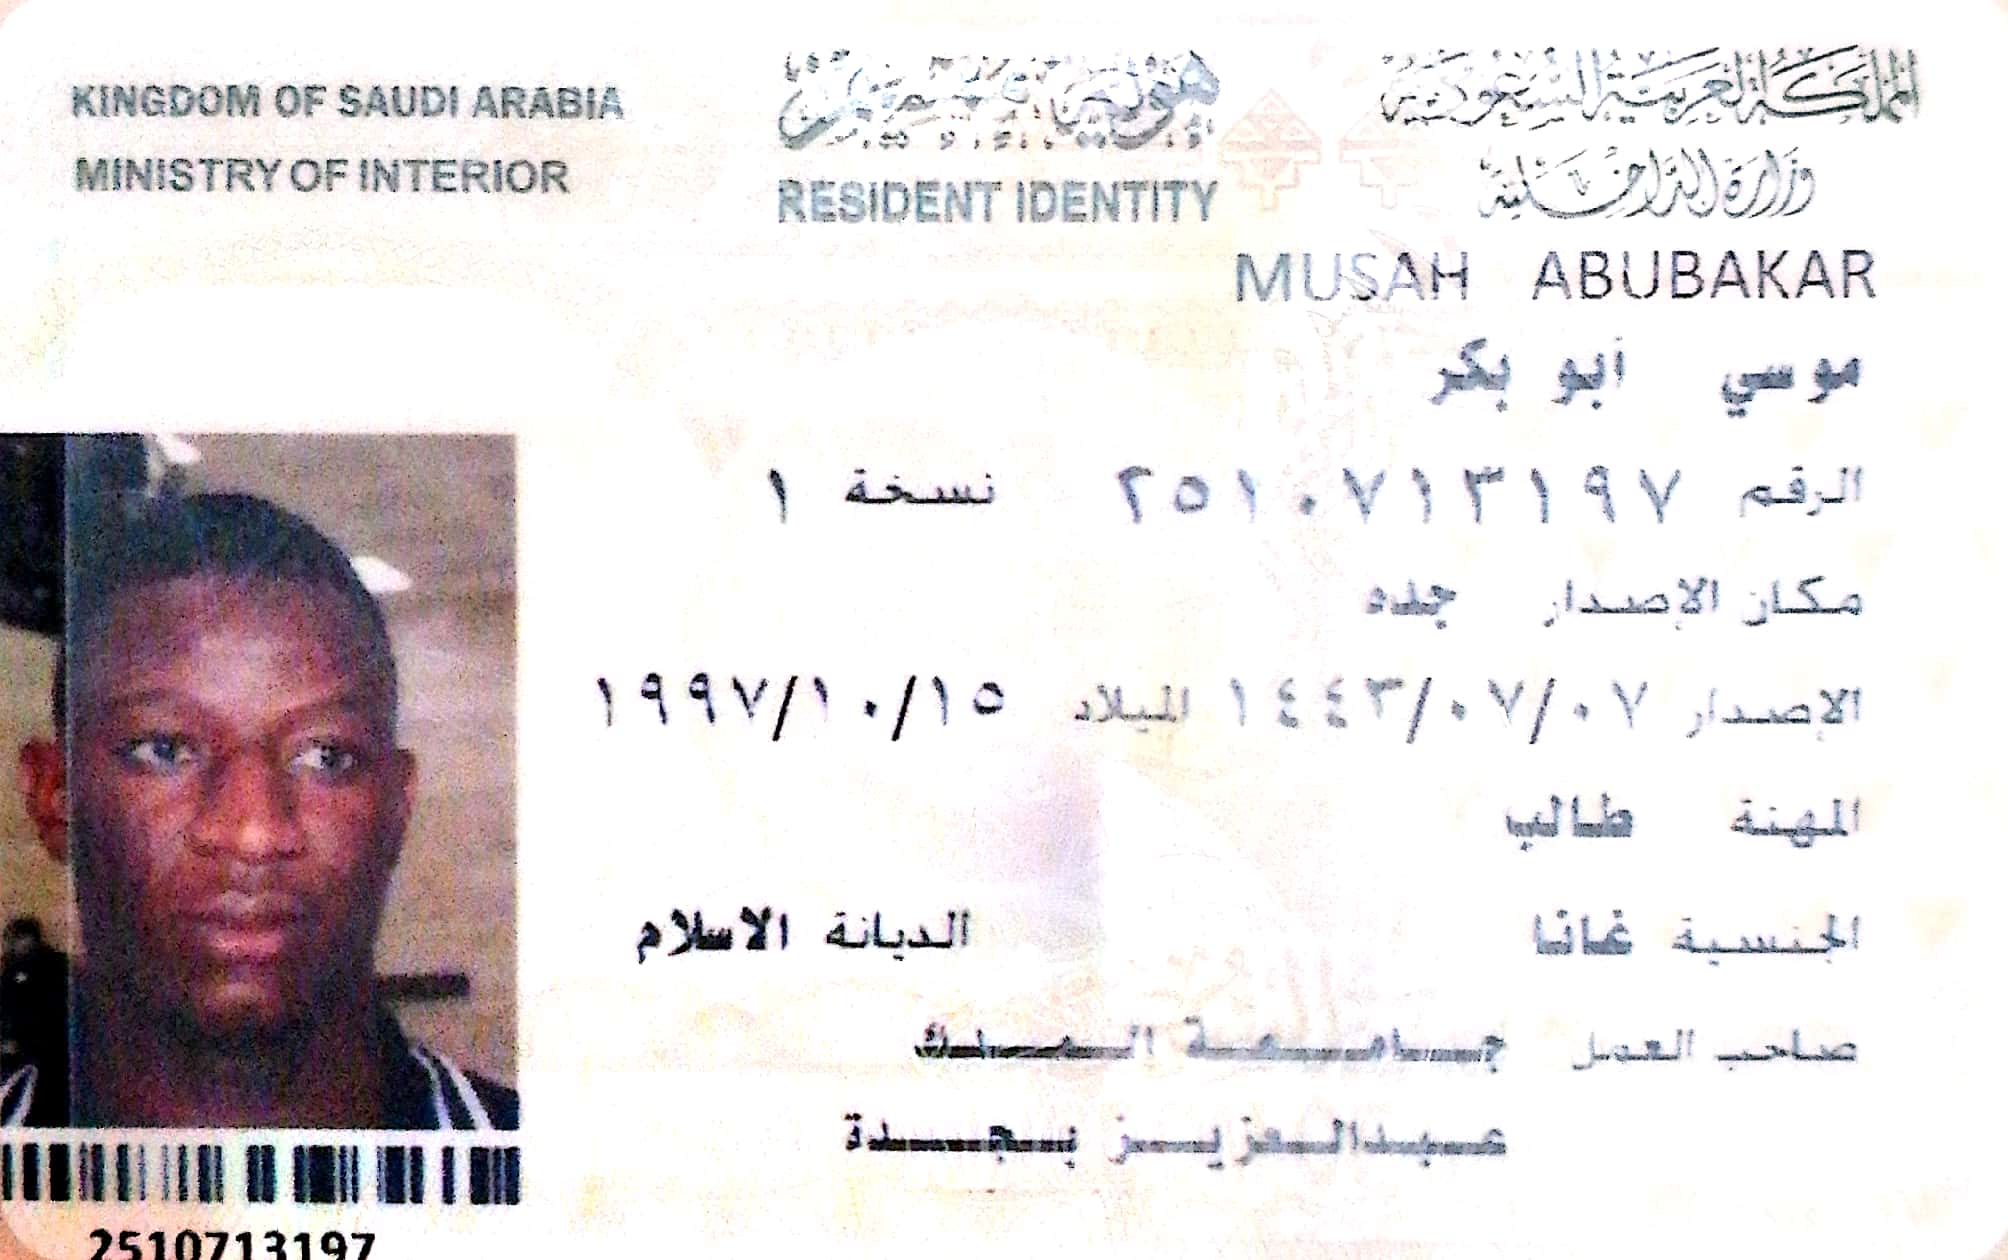 KINGDOM OF SAUDI ARABIA
MINISTRY OF INTERIOR
هوية مقيم
RESIDENT IDENTITY
المملكة العربية السعودية
وزارة الداخلية
MUSAH ABUBAKAR
موسي أبو بكر
الرقم ٢٥١٠٧١٣١٩٧ نسخة ١
مكان الإصدار جده
الإصدار ١٤٤٣/٠٧/٠٧ الميلاد ١٩٩٧/١٠/١٥
المهنة طالب
الجنسية غانا الديانة الاسلام
صاحب العمل جامعة الملك
عبدالعزيز بجدة
2510713197